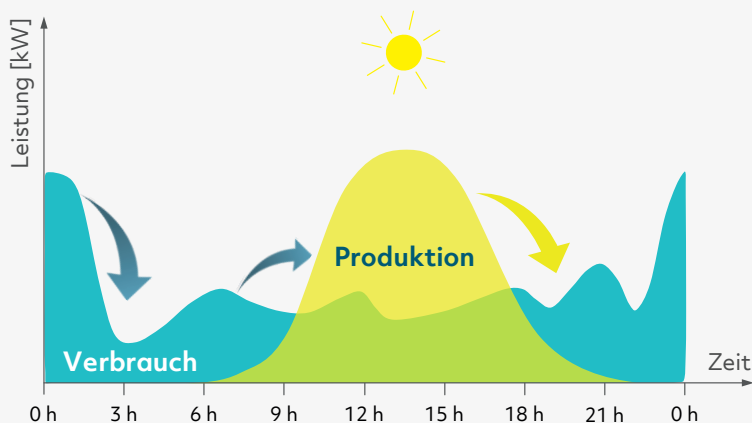 Leistung [kW]
Produktion
Verbrauch
Zeit
0 h
3 h
6 h
9 h
12 h
15 h
18 h
21 h
0 h